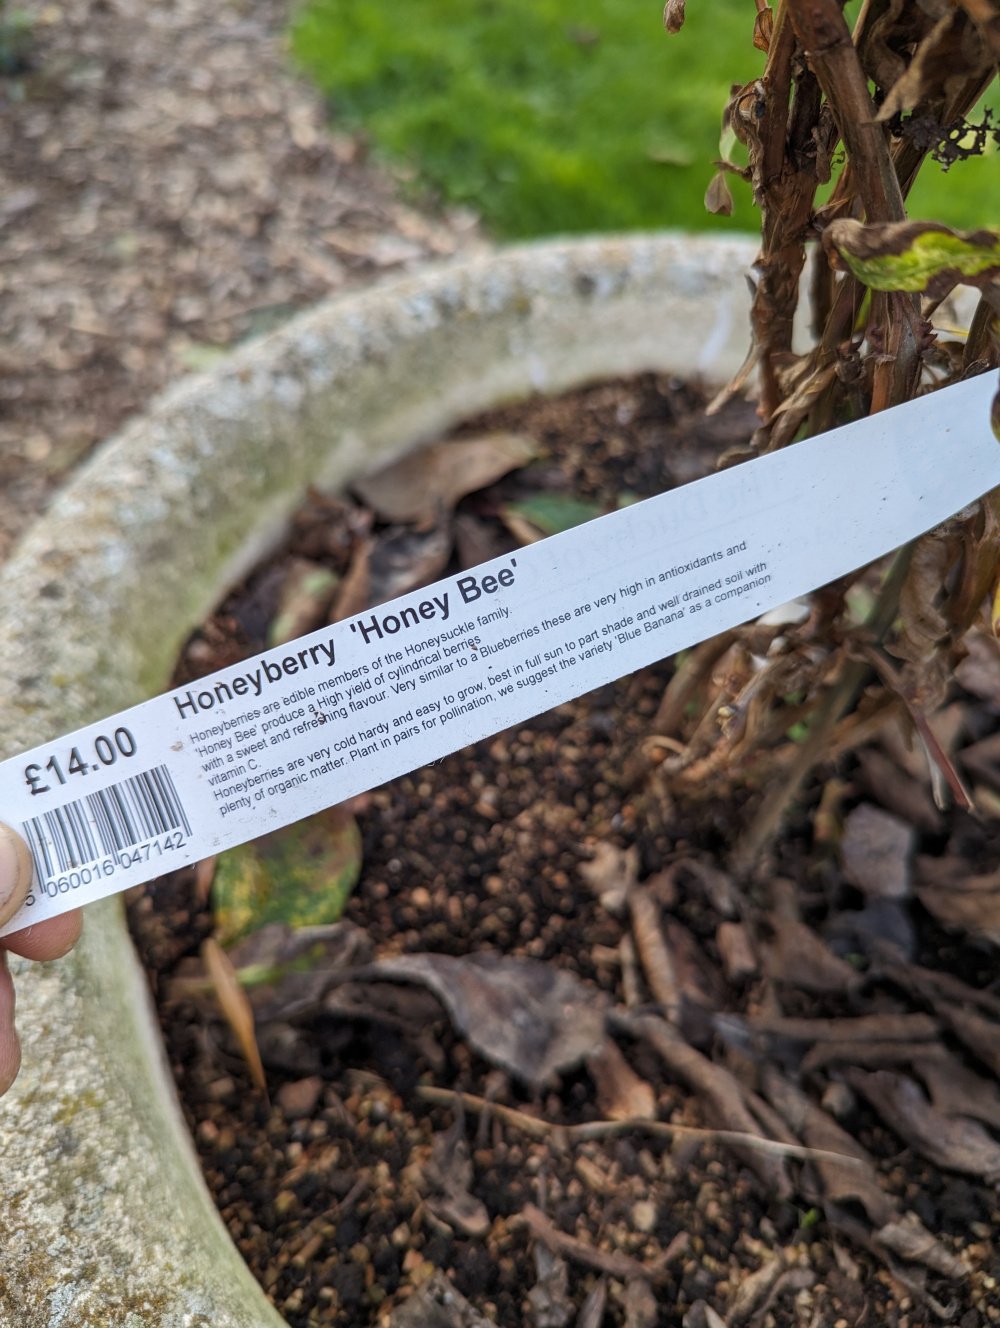 £14.00
5 060016 047142
Honeyberry 'Honey Bee'
Honeyberries are edible members of the Honeysuckle family.
'Honey Bee' produce a High yield of cylindrical berries
with a sweet and refreshing flavour. Very similar to a Blueberries these are very high in antioxidants and
vitamin C.
Honeyberries are very cold hardy and easy to grow, best in full sun to part shade and well drained soil with
plenty of organic matter. Plant in pairs for pollination, we suggest the variety 'Blue Banana' as a companion